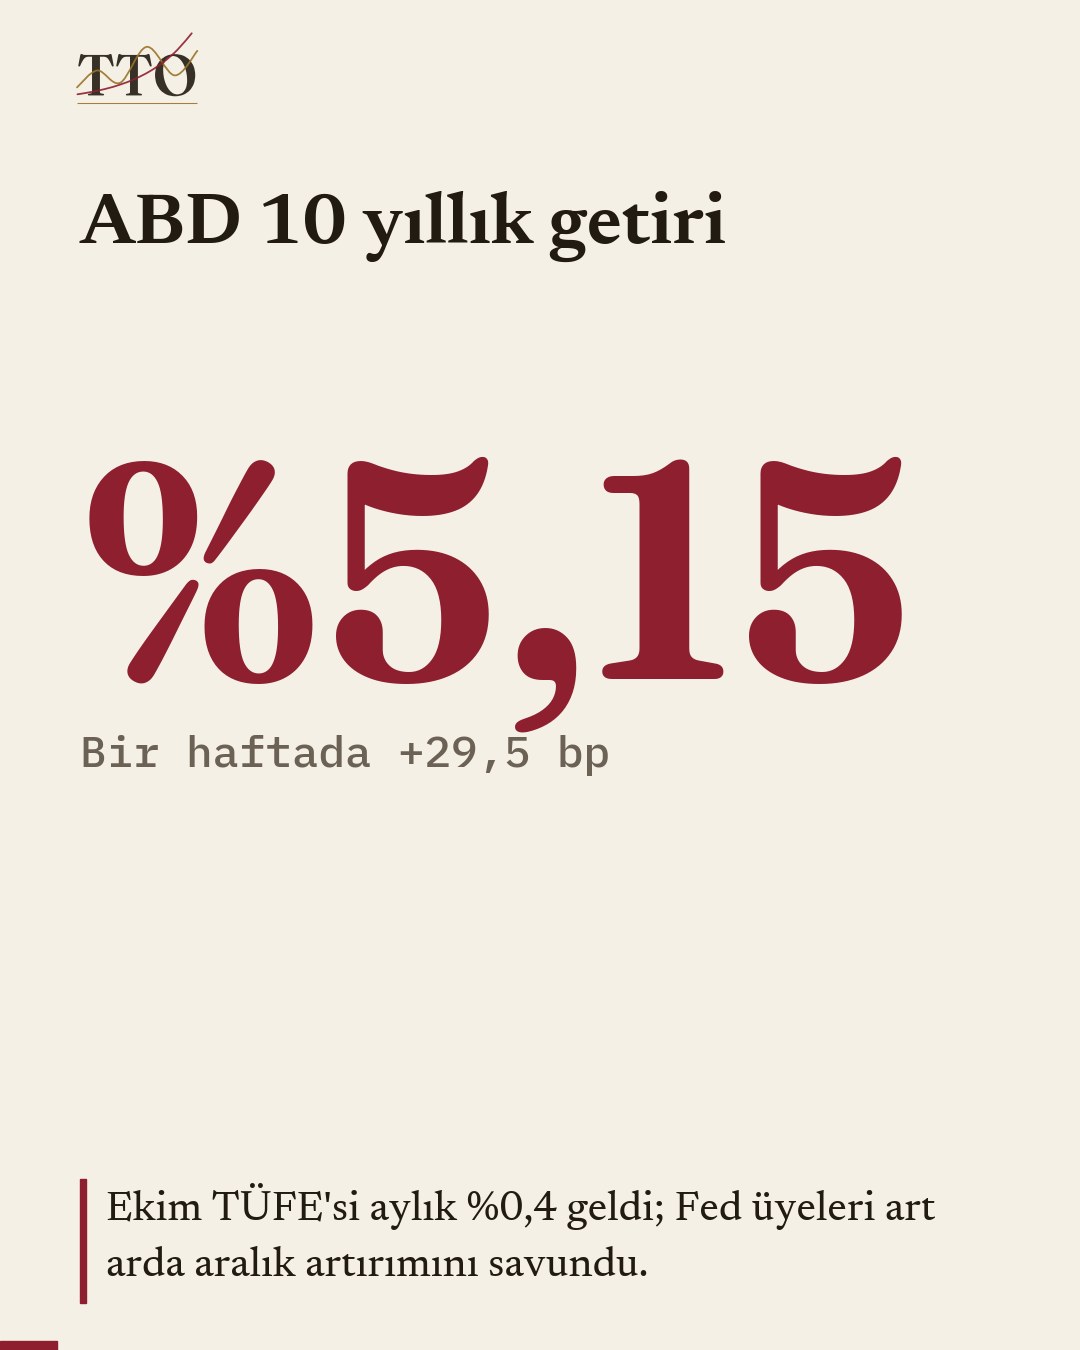 TTO
ABD 10 yıllık getiri
%5,15
Bir haftada +29,5 bp
Ekim TÜFE'si aylık %0,4 geldi; Fed üyeleri art
arda aralık artırımını savundu.